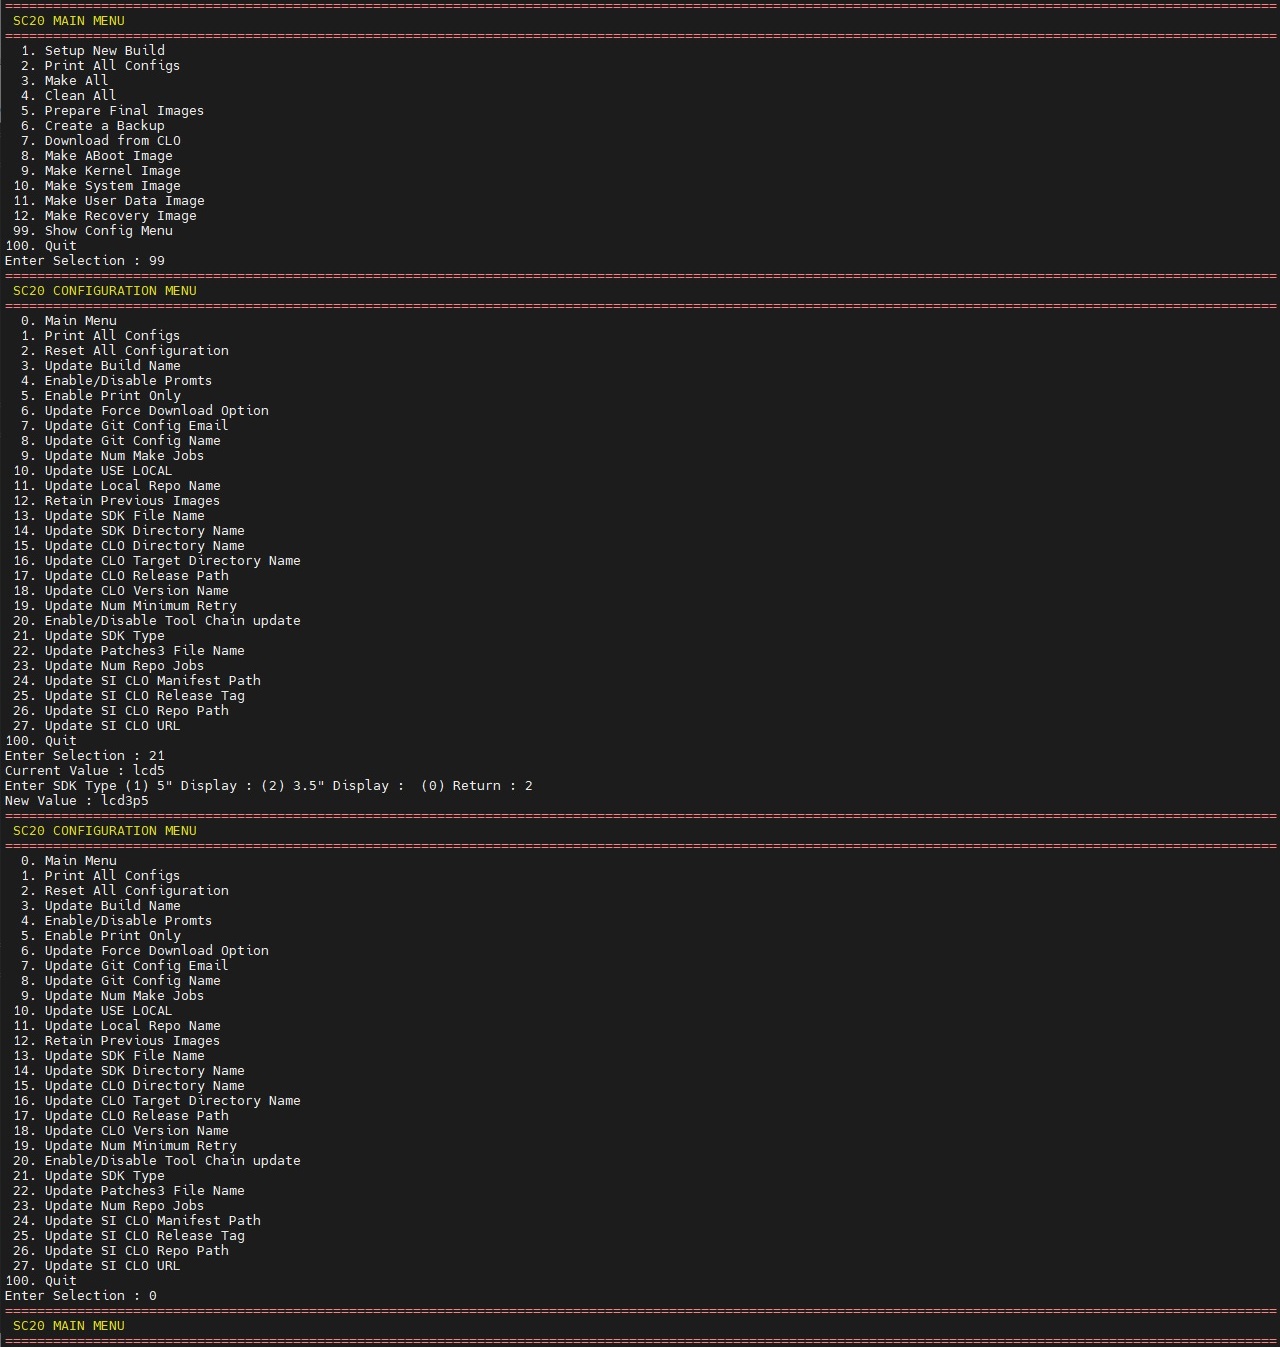 ================================================================================
 SC20 MAIN MENU
================================================================================
  1. Setup New Build
  2. Print All Configs
  3. Make All
  4. Clean All
  5. Prepare Final Images
  6. Create a Backup
  7. Download from CLO
  8. Make ABoot Image
  9. Make Kernel Image
 10. Make System Image
 11. Make User Data Image
 12. Make Recovery Image
 99. Show Config Menu
100. Quit
Enter Selection : 99
================================================================================
 SC20 CONFIGURATION MENU
================================================================================
  0. Main Menu
  1. Print All Configs
  2. Reset All Configuration
  3. Update Build Name
  4. Enable/Disable Promts
  5. Enable Print Only
  6. Update Force Download Option
  7. Update Git Config Email
  8. Update Git Config Name
  9. Update Num Make Jobs
 10. Update USE LOCAL
 11. Update Local Repo Name
 12. Retain Previous Images
 13. Update SDK File Name
 14. Update SDK Directory Name
 15. Update CLO Directory Name
 16. Update CLO Target Directory Name
 17. Update CLO Release Path
 18. Update CLO Version Name
 19. Update Num Minimum Retry
 20. Enable/Disable Tool Chain update
 21. Update SDK Type
 22. Update Patches3 File Name
 23. Update Num Repo Jobs
 24. Update SI CLO Manifest Path
 25. Update SI CLO Release Tag
 26. Update SI CLO Repo Path
 27. Update SI CLO URL
100. Quit
Enter Selection : 21
Current Value : lcd5
Enter SDK Type (1) 5" Display : (2) 3.5" Display :  (0) Return : 2
New Value : lcd3p5
================================================================================
 SC20 CONFIGURATION MENU
================================================================================
  0. Main Menu
  1. Print All Configs
  2. Reset All Configuration
  3. Update Build Name
  4. Enable/Disable Promts
  5. Enable Print Only
  6. Update Force Download Option
  7. Update Git Config Email
  8. Update Git Config Name
  9. Update Num Make Jobs
 10. Update USE LOCAL
 11. Update Local Repo Name
 12. Retain Previous Images
 13. Update SDK File Name
 14. Update SDK Directory Name
 15. Update CLO Directory Name
 16. Update CLO Target Directory Name
 17. Update CLO Release Path
 18. Update CLO Version Name
 19. Update Num Minimum Retry
 20. Enable/Disable Tool Chain update
 21. Update SDK Type
 22. Update Patches3 File Name
 23. Update Num Repo Jobs
 24. Update SI CLO Manifest Path
 25. Update SI CLO Release Tag
 26. Update SI CLO Repo Path
 27. Update SI CLO URL
100. Quit
Enter Selection : 0
================================================================================
 SC20 MAIN MENU
================================================================================